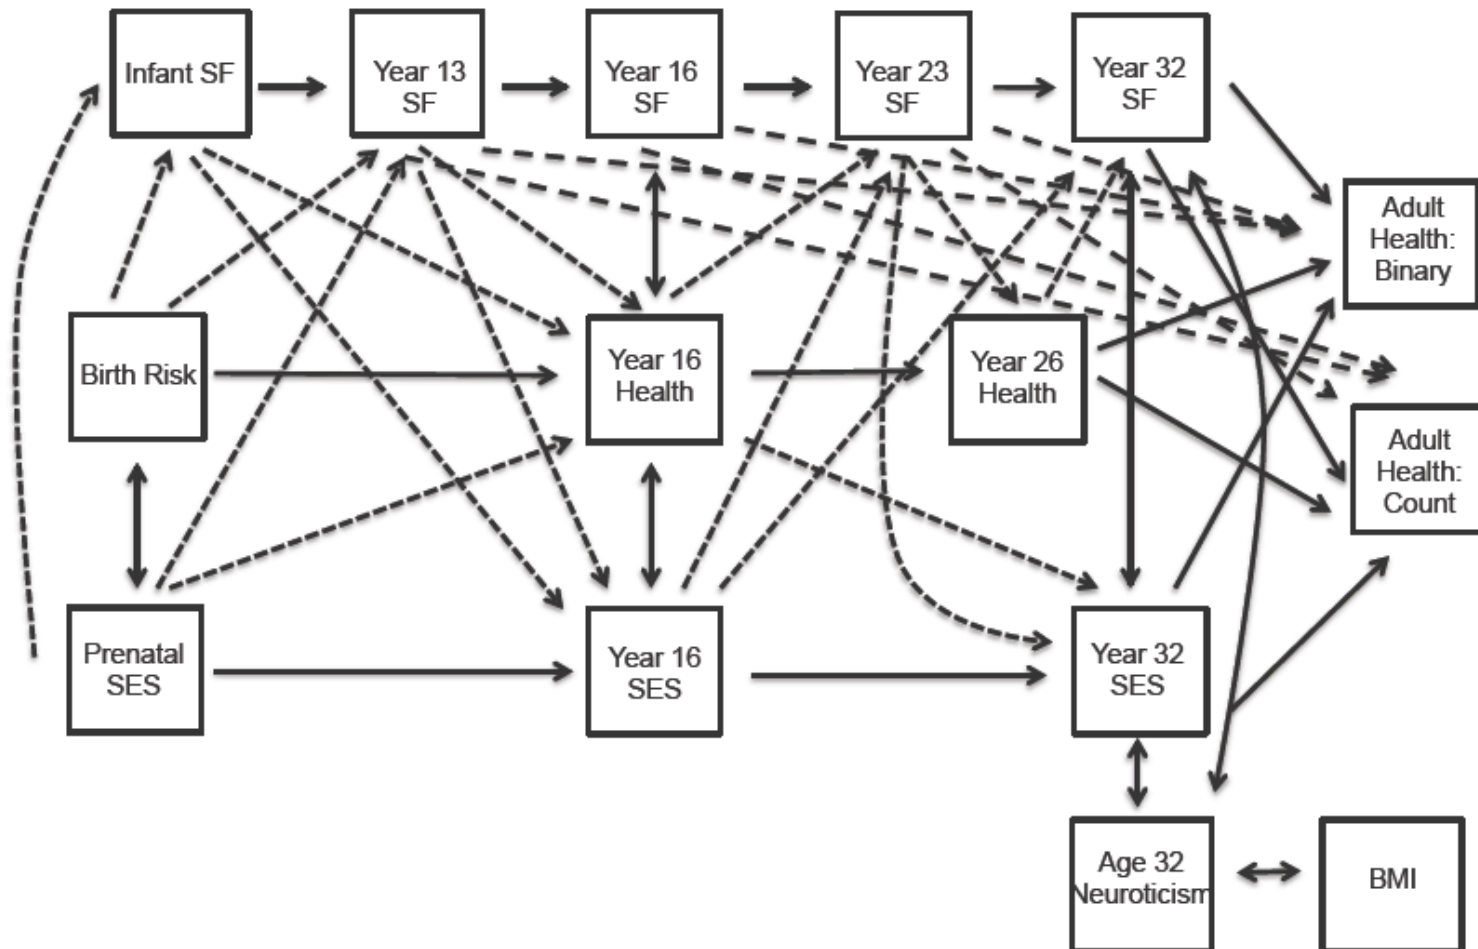 Infant SF
Year 13
SF
Year 16
SF
Year 23
SF
Year 32
SF
Adult
Health:
Binary
Birth Risk
Year 16
Health
Year 26
Health
Adult
Health:
Count
Prenatal
SES
Year 16
SES
Year 32
SES
Age 32
Neuroticism
BMI